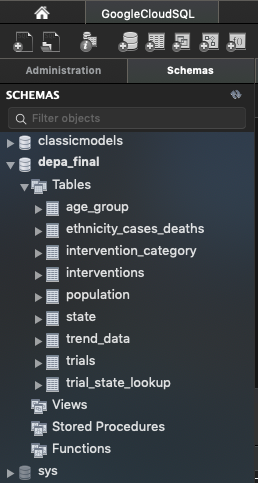 GoogleCloudSQL
Administration Schemas
SCHEMAS
Filter objects
classicmodels
depa_final
Tables
age_group
ethnicity_cases_deaths
intervention_category
interventions
population
state
trend_data
trials
trial_state_lookup
Views
Stored Procedures
Functions
sys